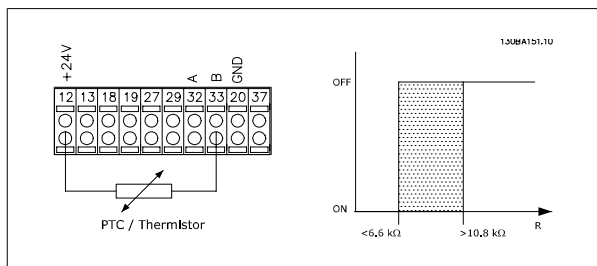 130BA151.10
+24V
A
B
GND
12 13 18 19 27 29 32 33 20 37
PTC / Thermistor
OFF
ON
R
<6.6 kΩ
>10.8 kΩ